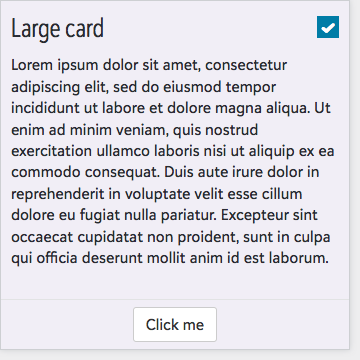 Large card
Lorem ipsum dolor sit amet, consectetur
adipiscing elit, sed do eiusmod tempor
incididunt ut labore et dolore magna aliqua. Ut
enim ad minim veniam, quis nostrud
exercitation ullamco laboris nisi ut aliquip ex ea
commodo consequat. Duis aute irure dolor in
reprehenderit in voluptate velit esse cillum
dolore eu fugiat nulla pariatur. Excepteur sint
occaecat cupidatat non proident, sunt in culpa
qui officia deserunt mollit anim id est laborum.
Click me